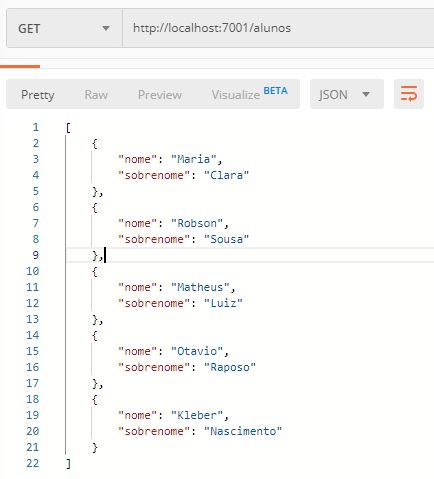 GET http://localhost:7001/alunos
Pretty Raw Preview Visualize BETA JSON
1 [
2 {
3 "nome": "Maria",
4 "sobrenome": "Clara"
5 },
6 {
7 "nome": "Robson",
8 "sobrenome": "Sousa"
9 },
10 {
11 "nome": "Matheus",
12 "sobrenome": "Luiz"
13 },
14 {
15 "nome": "Otavio",
16 "sobrenome": "Raposo"
17 },
18 {
19 "nome": "Kleber",
20 "sobrenome": "Nascimento"
21 }
22 ]